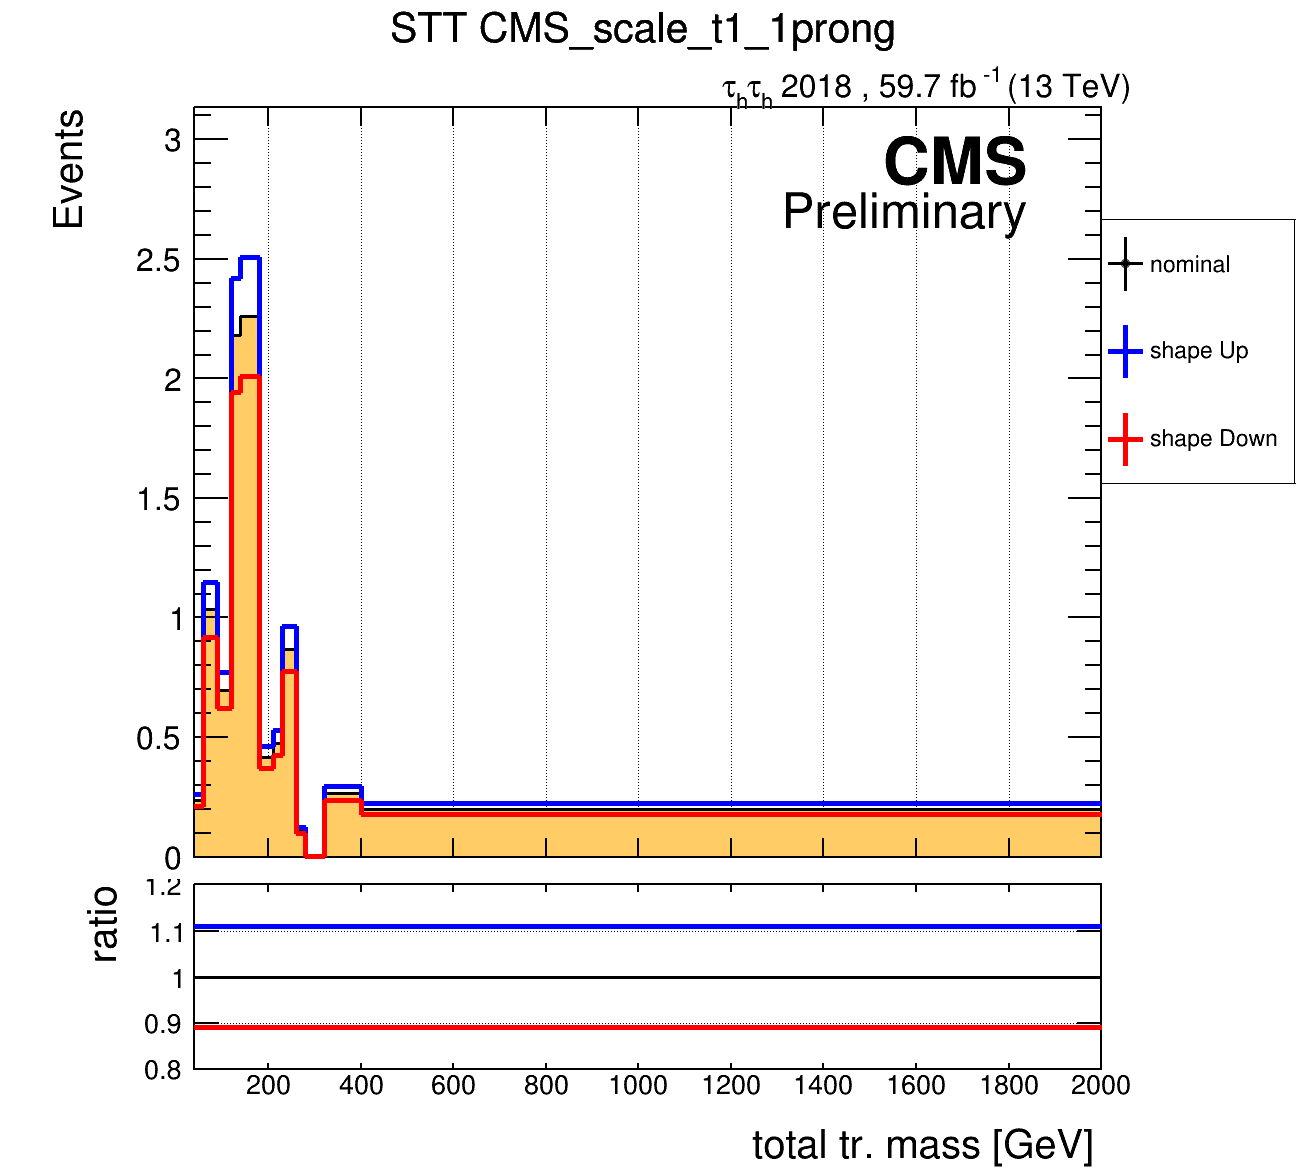 STT CMS_scale_t1_1prong
τhτh 2018 , 59.7 fb-1 (13 TeV)
Events
CMS
Preliminary
3
2.5
2
1.5
1
0.5
0
nominal
shape Up
shape Down
ratio
1.2
1.1
1
0.9
0.8
200 400 600 800 1000 1200 1400 1600 1800 2000
total tr. mass [GeV]